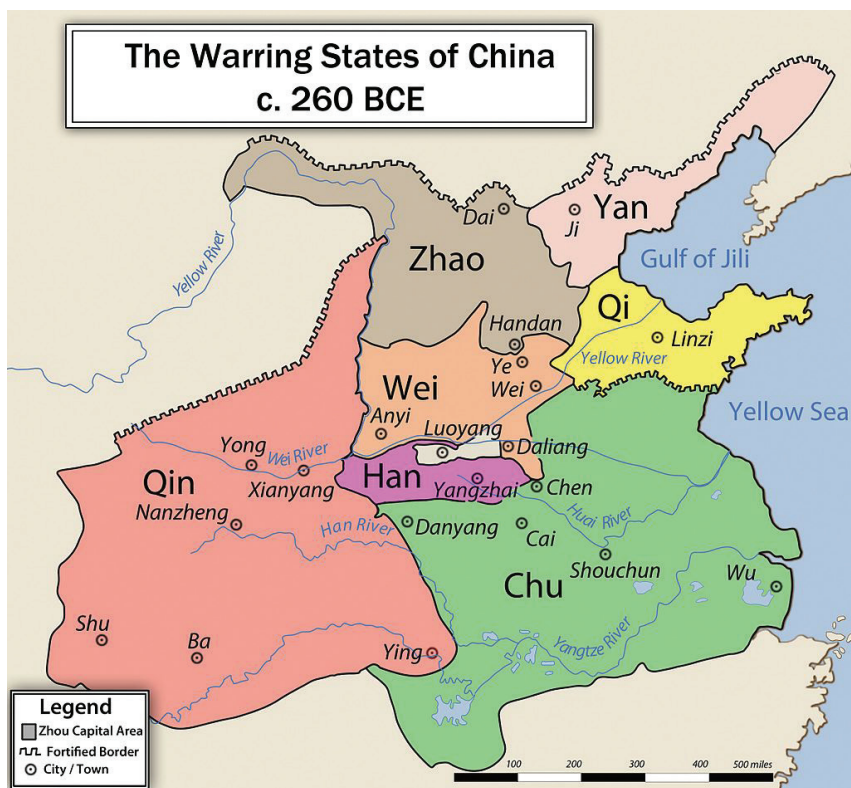 The Warring States of China
c. 260 BCE
Dai
Ji
Yan
Zhao
Gulf of Jili
Yellow River
Qi
Handan
Linzi
Yellow River
Ye
Wei
Wei
Yellow Sea
Anyi
Luoyang
Daliang
Yong
Wei River
Han
Qin
Xianyang
Yangzhai
Chen
Nanzheng
Han River
Danyang
Cai
Huai River
Shouchun
Chu
Wu
Shu
Ba
Ying
Yangtze River
Legend
Zhou Capital Area
Fortified Border
City / Town
100 200 300 400 500 miles